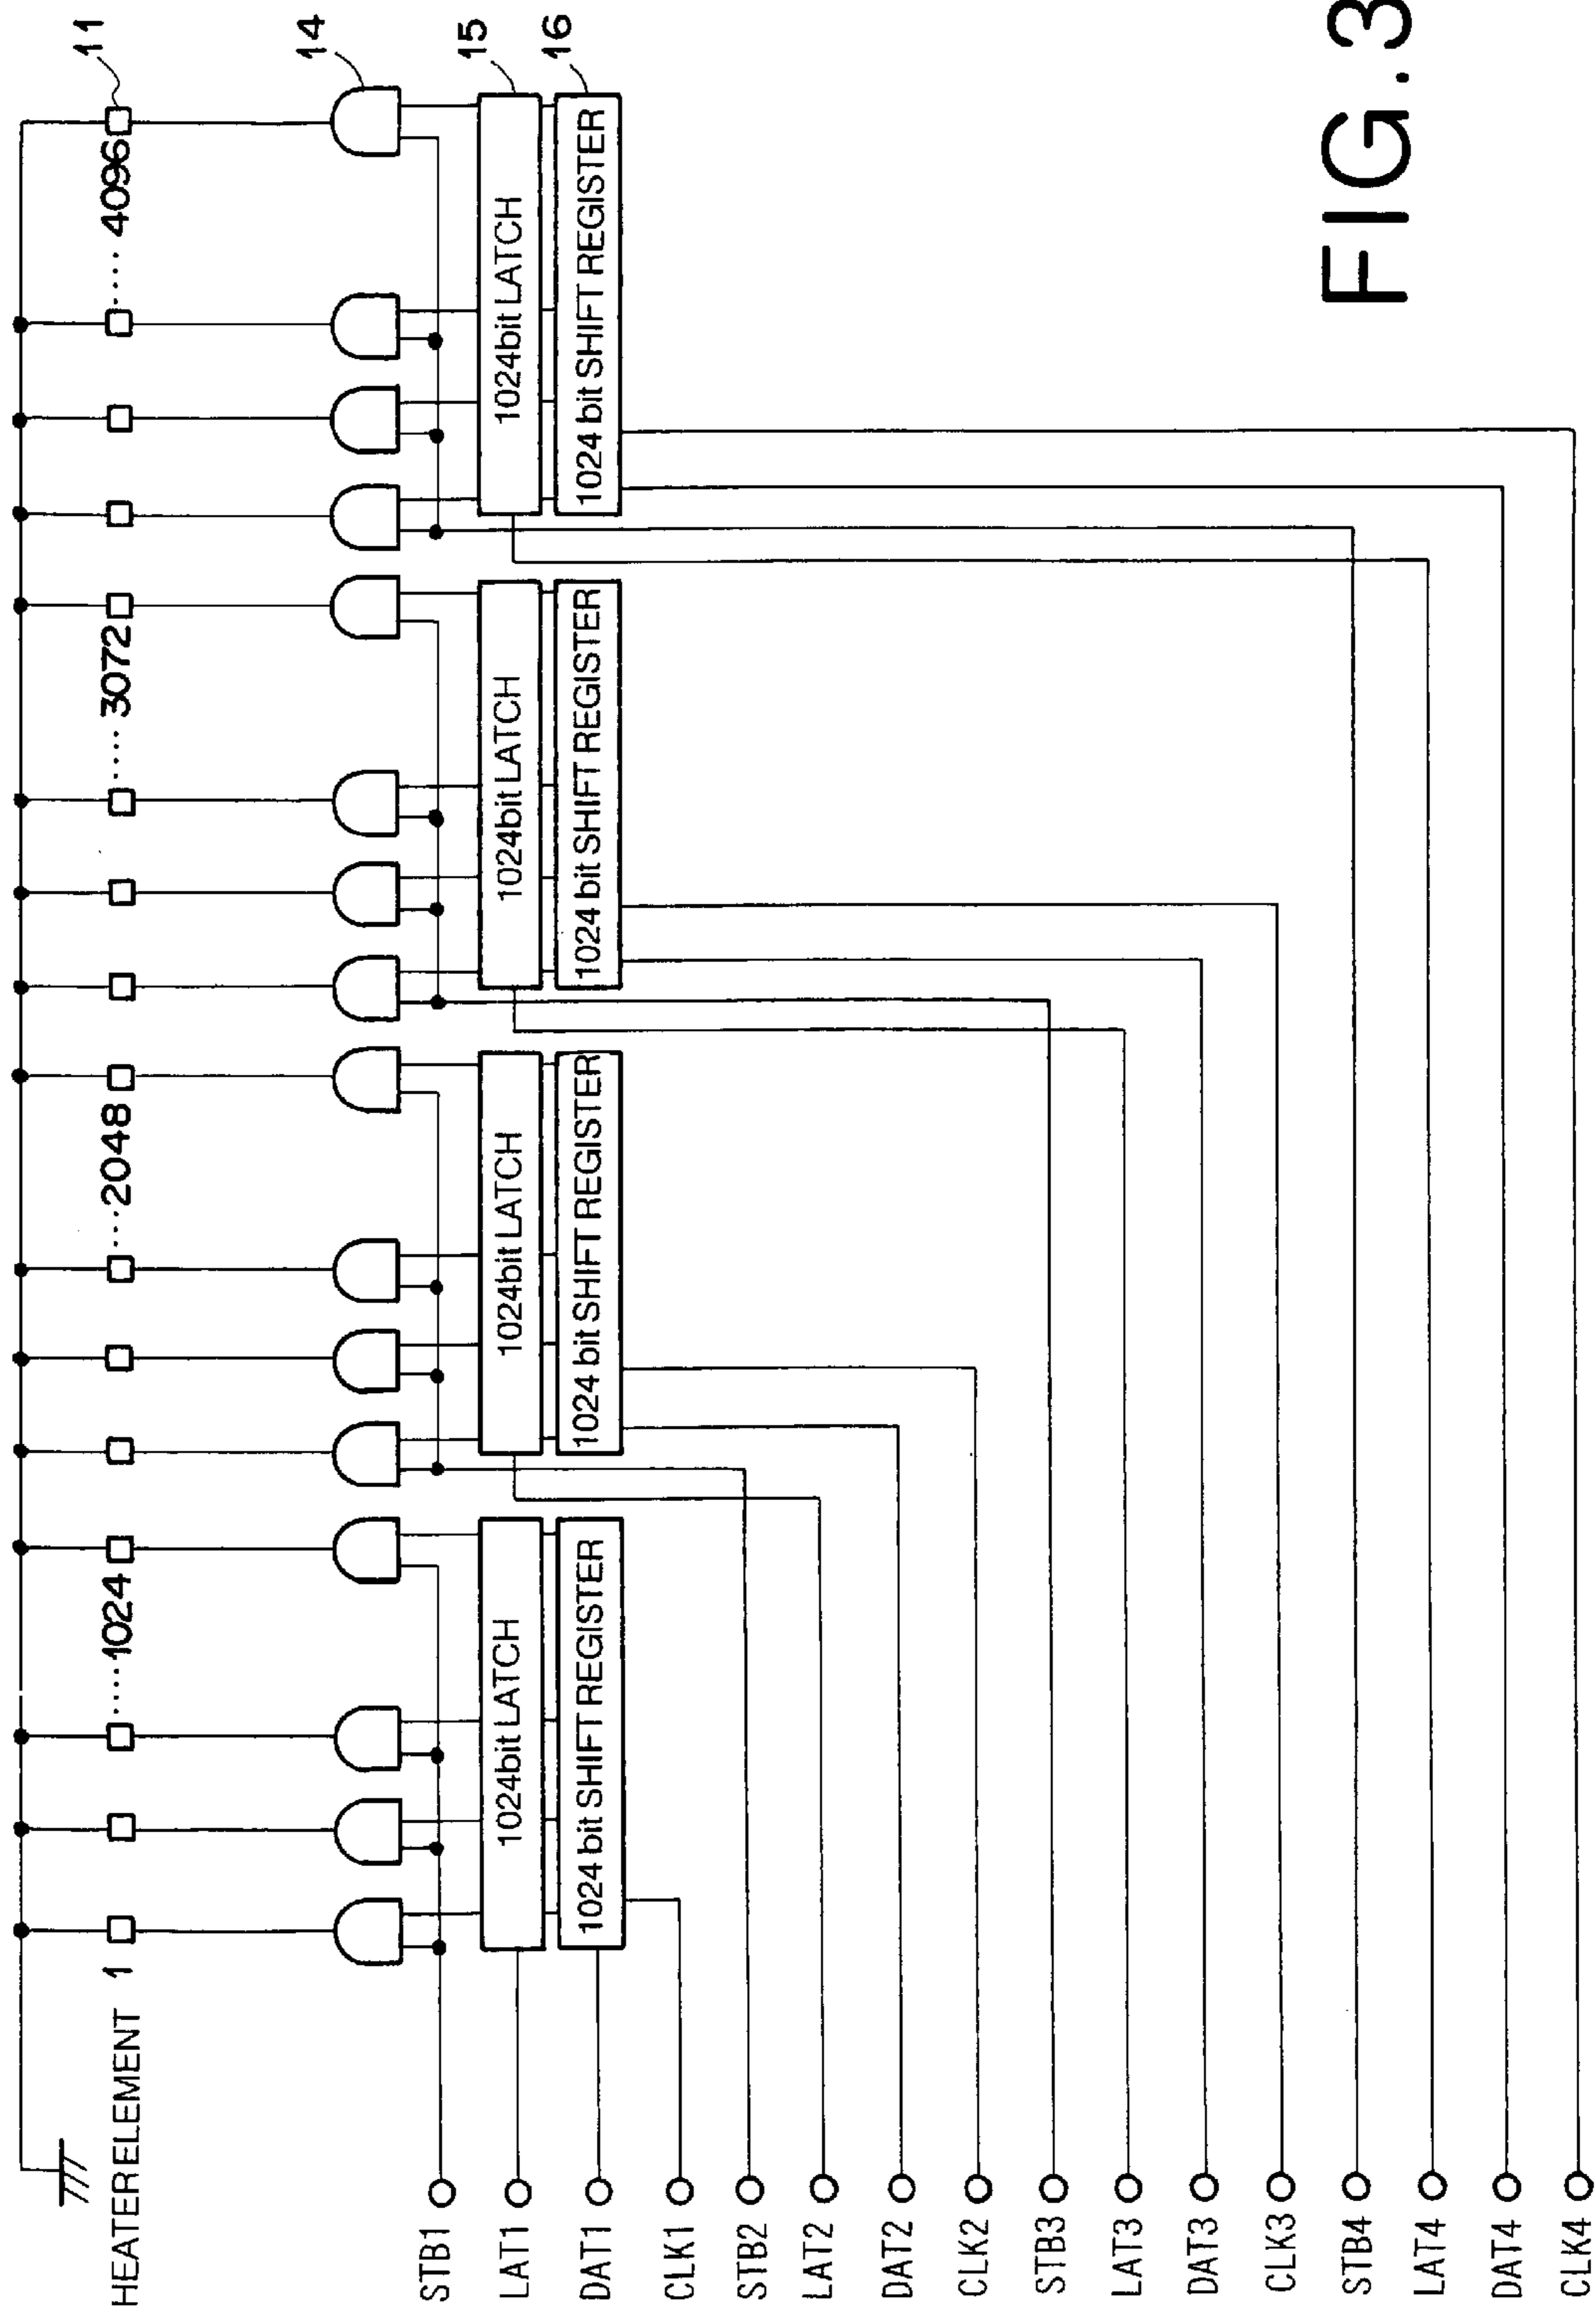 11
HEATER ELEMENT 1 ·····1024 ···2048 ·····3072 ·····4096
14
15
1024bit LATCH 1024bit LATCH 1024bit LATCH 1024bit LATCH
16
1024 bit SHIFT REGISTER 1024 bit SHIFT REGISTER 1024 bit SHIFT REGISTER 1024 bit SHIFT REGISTER
STB1
LAT1
DAT1
CLK1
STB2
LAT2
DAT2
CLK2
STB3
LAT3
DAT3
CLK3
STB4
LAT4
DAT4
CLK4
FIG.3